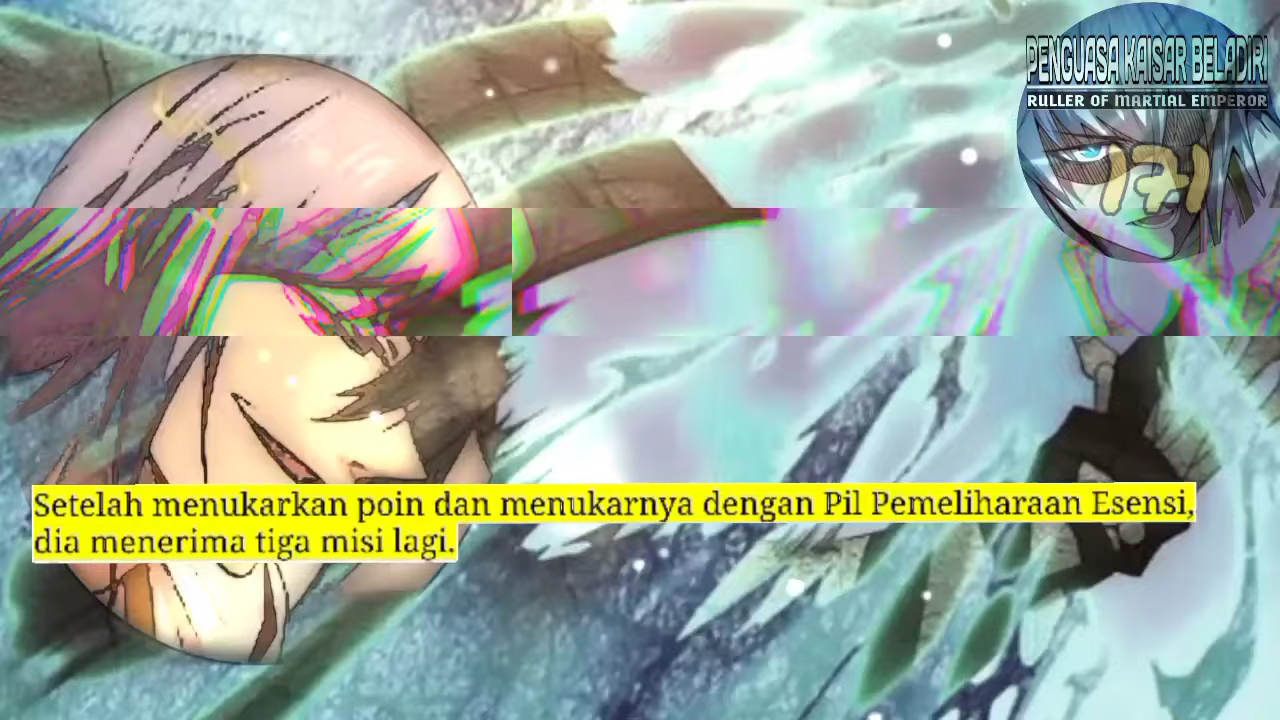 PENGUASA KAISAR BELADIRI
RULLER OF MARTIAL EMPEROR
171
Setelah menukarkan poin dan menukarnya dengan Pil Pemeliharaan Esensi,
dia menerima tiga misi lagi.